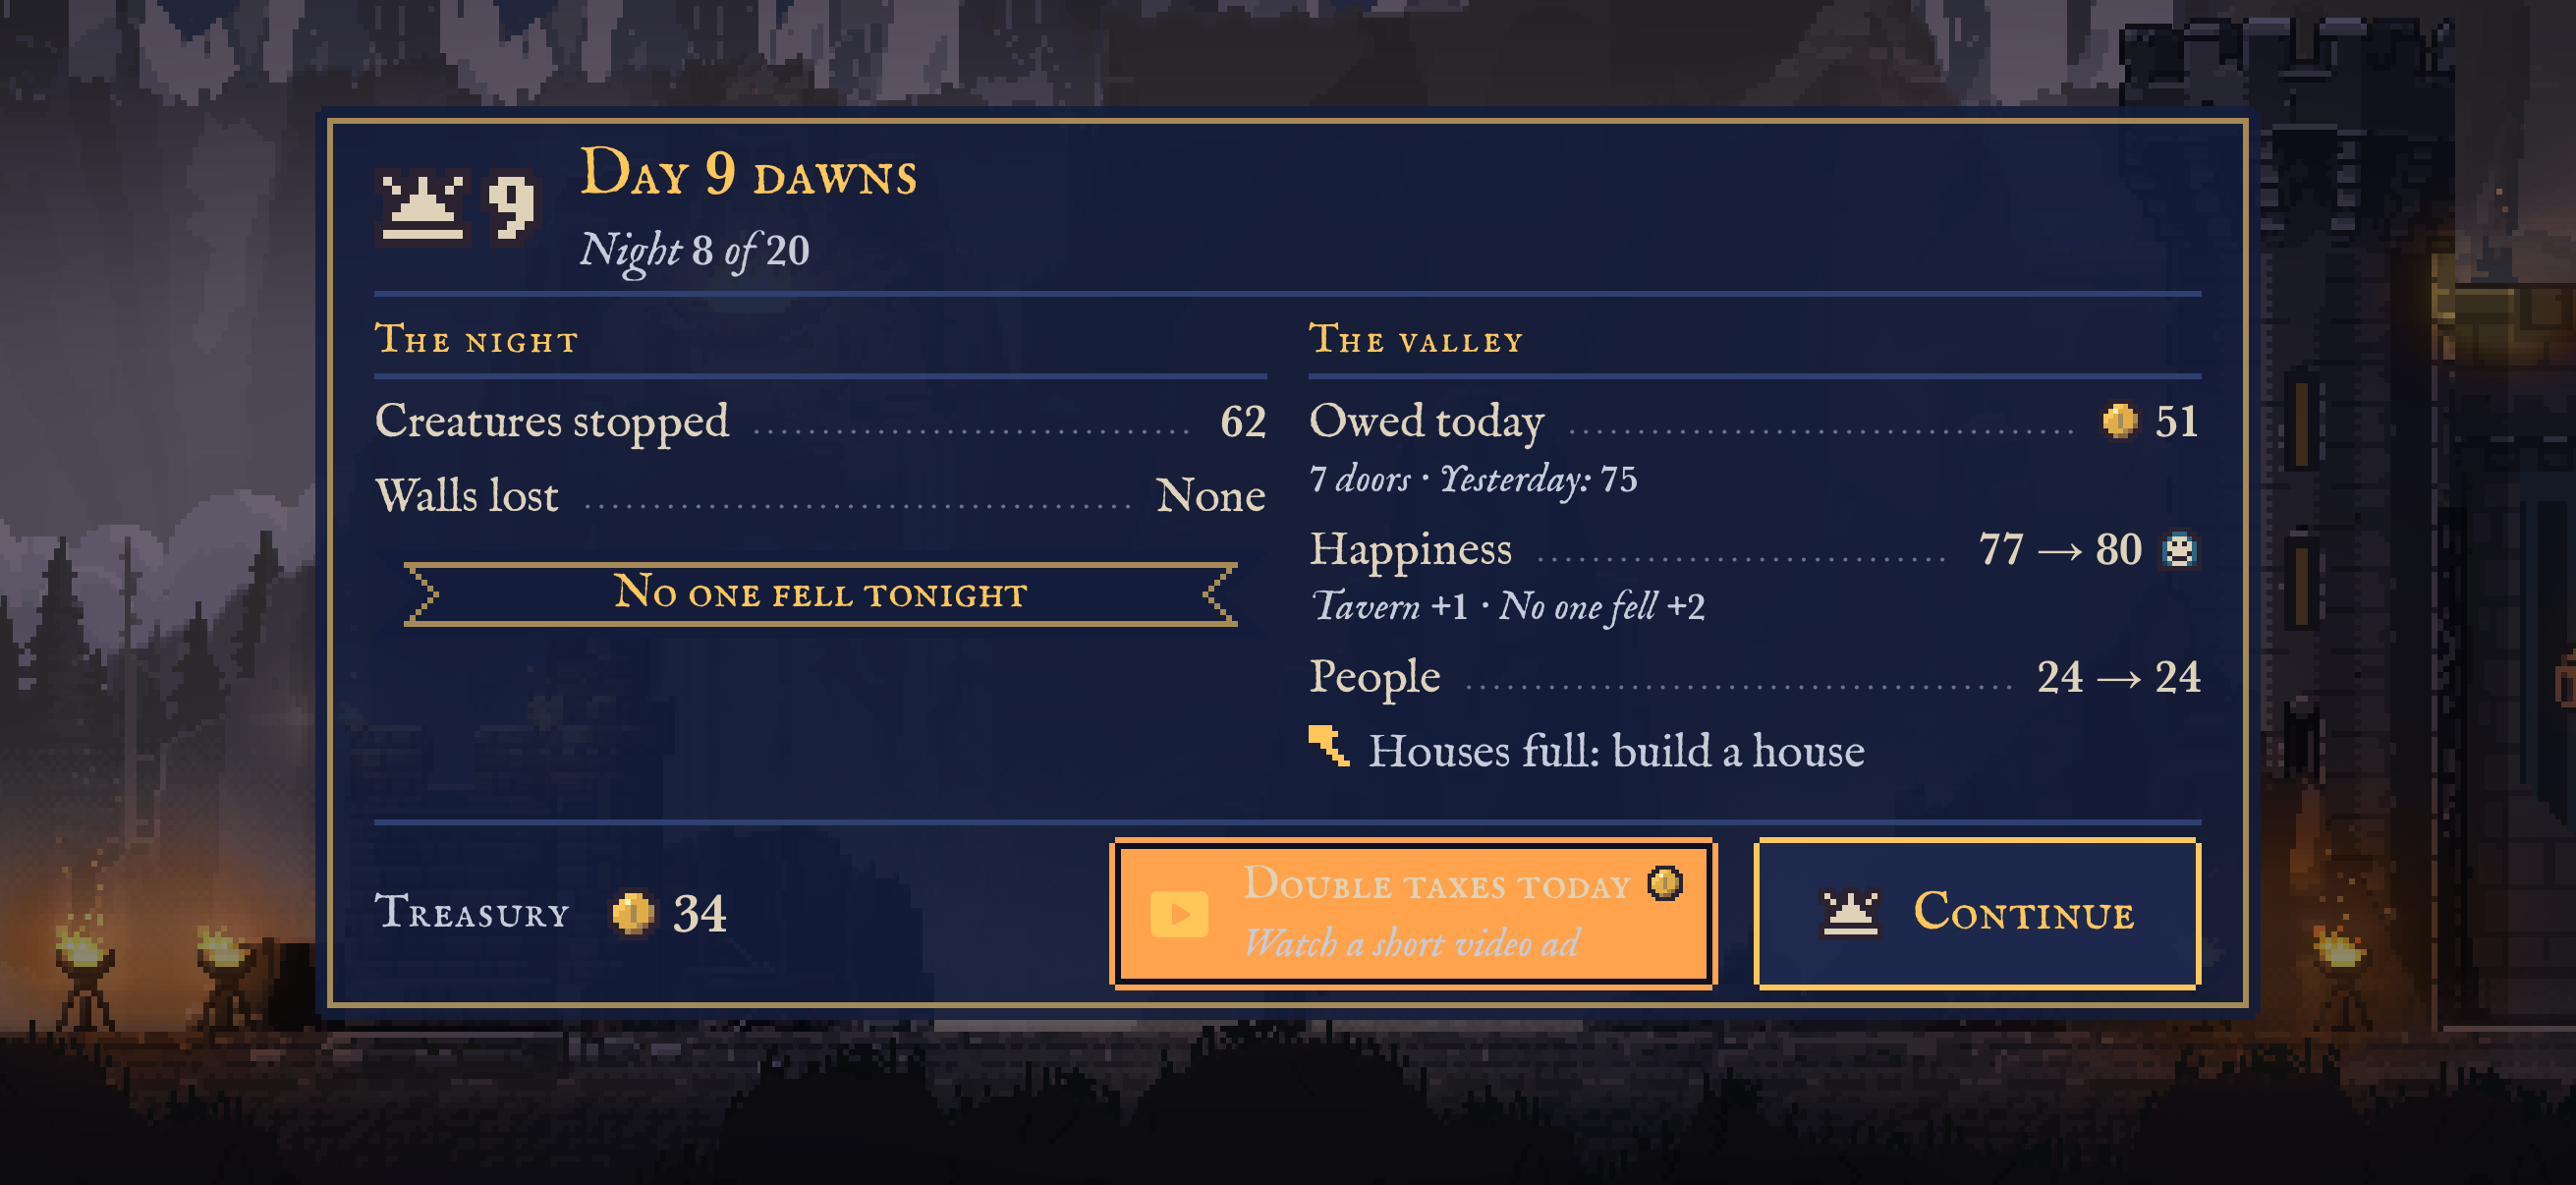 9
Day 9 dawns
Night 8 of 20
The night
Creatures stopped 62
Walls lost None
No one fell tonight
The valley
Owed today 51
7 doors · Yesterday: 75
Happiness 77 → 80
Tavern +1 · No one fell +2
People 24 → 24
Houses full: build a house
Treasury 34
Double taxes today
Watch a short video ad
Continue